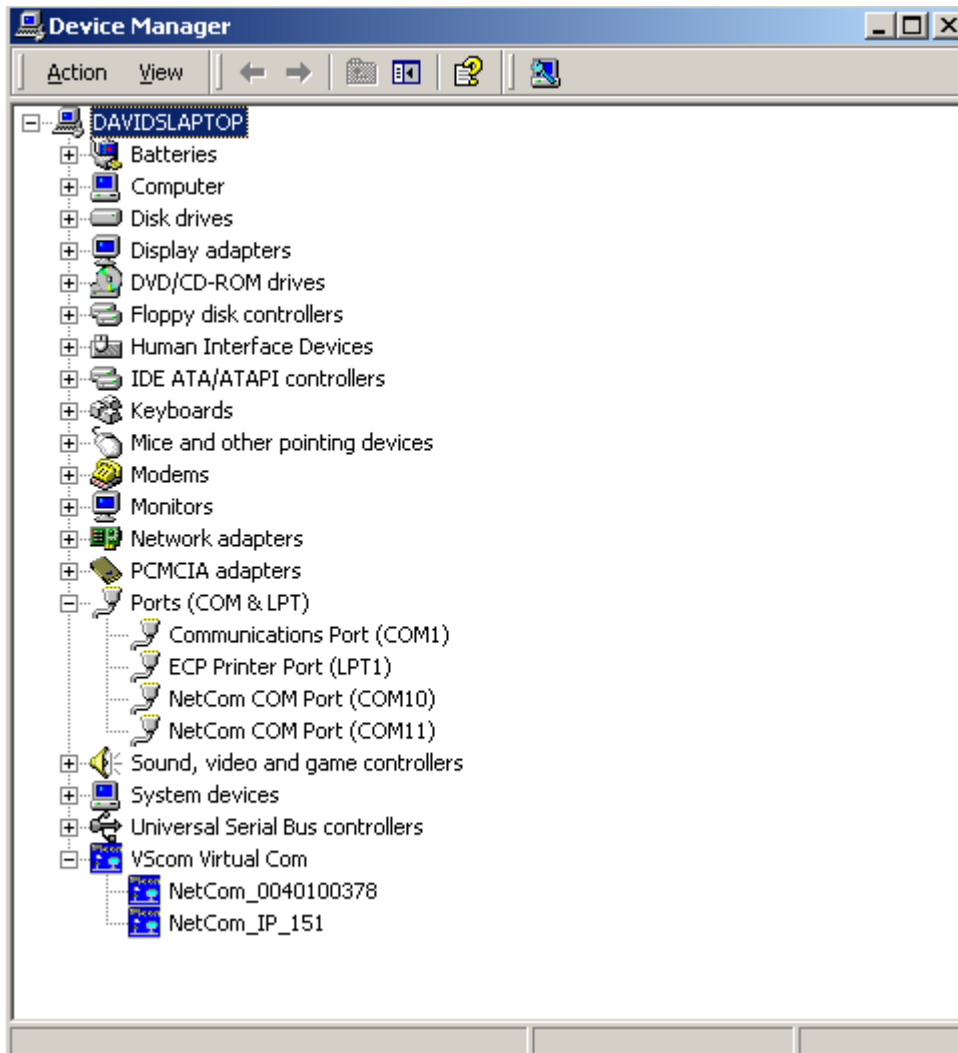 Device Manager
Action View
DAVIDSLAPTOP
Batteries
Computer
Disk drives
Display adapters
DVD/CD-ROM drives
Floppy disk controllers
Human Interface Devices
IDE ATA/ATAPI controllers
Keyboards
Mice and other pointing devices
Modems
Monitors
Network adapters
PCMCIA adapters
Ports (COM & LPT)
Communications Port (COM1)
ECP Printer Port (LPT1)
NetCom COM Port (COM10)
NetCom COM Port (COM11)
Sound, video and game controllers
System devices
Universal Serial Bus controllers
VScom Virtual Com
NetCom_0040100378
NetCom_IP_151